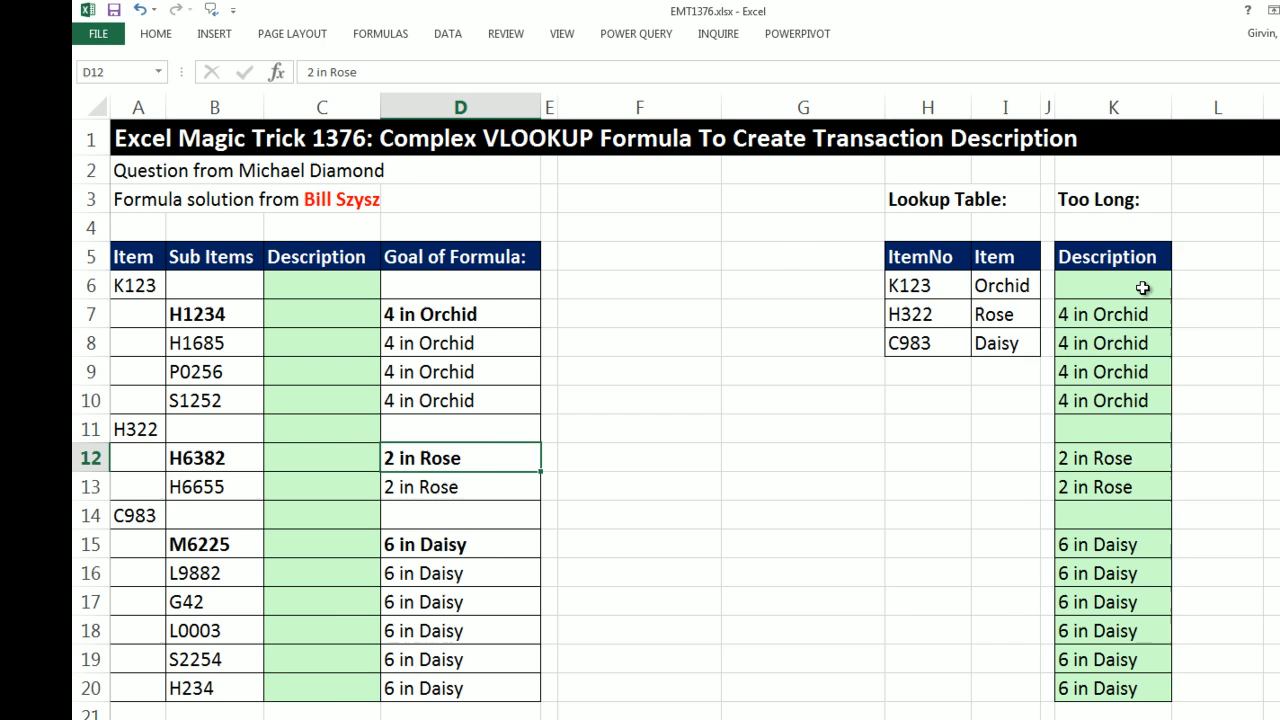 EMT1376.xlsx - Excel
?
FILE HOME INSERT PAGE LAYOUT FORMULAS DATA REVIEW VIEW POWER QUERY INQUIRE POWERPIVOT Girvin,
D12 fx 2 in Rose
A B C D E F G H I J K L
1 Excel Magic Trick 1376: Complex VLOOKUP Formula To Create Transaction Description
2 Question from Michael Diamond
3 Formula solution from Bill Szysz Lookup Table: Too Long:
4
5 Item Sub Items Description Goal of Formula: ItemNo Item Description
6 K123 K123 Orchid
7 H1234 4 in Orchid H322 Rose 4 in Orchid
8 H1685 4 in Orchid C983 Daisy 4 in Orchid
9 P0256 4 in Orchid 4 in Orchid
10 S1252 4 in Orchid 4 in Orchid
11 H322
12 H6382 2 in Rose 2 in Rose
13 H6655 2 in Rose 2 in Rose
14 C983
15 M6225 6 in Daisy 6 in Daisy
16 L9882 6 in Daisy 6 in Daisy
17 G42 6 in Daisy 6 in Daisy
18 L0003 6 in Daisy 6 in Daisy
19 S2254 6 in Daisy 6 in Daisy
20 H234 6 in Daisy 6 in Daisy
21